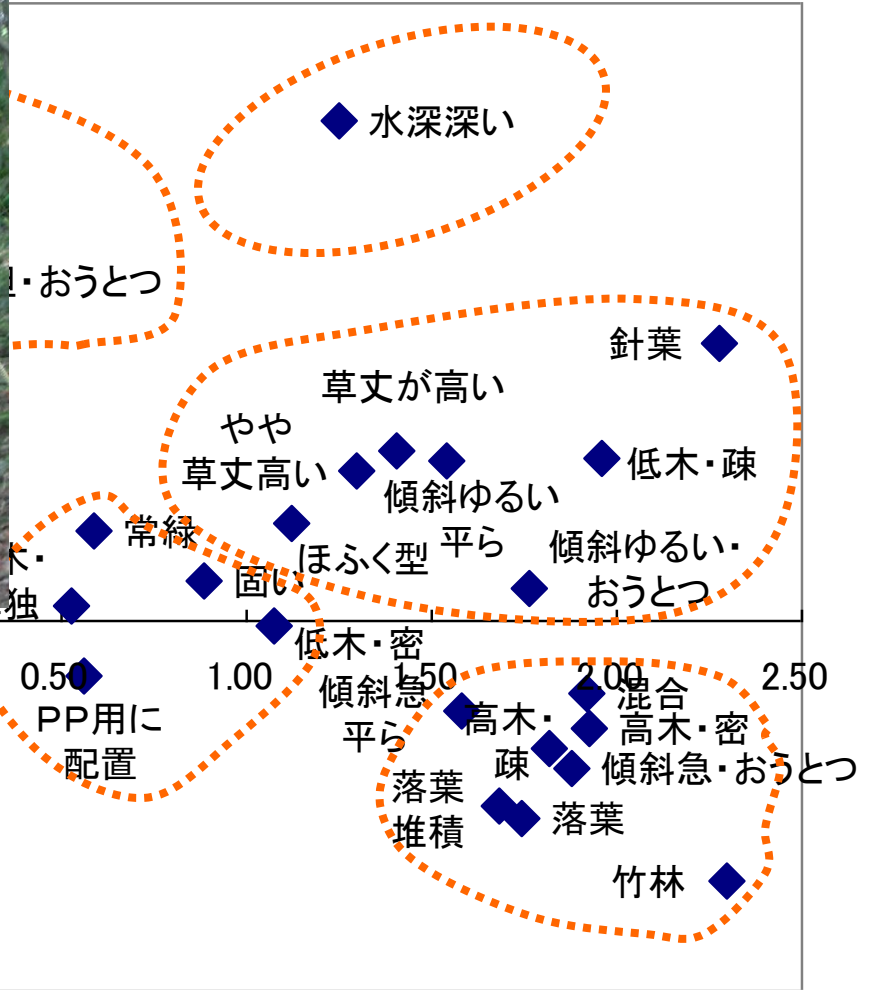 水深深い
・おうとつ
針葉
草丈が高い
やや
草丈高い
低木・疎
傾斜ゆるい
平ら
傾斜ゆるい・
おうとつ
常緑
ほふく型
木・
独
固い
低木・密
0.50
1.00
1.50
2.00
2.50
傾斜急
平ら
混合
PP用に
配置
高木・
疎
高木・密
傾斜急・おうとつ
落葉
堆積
落葉
竹林